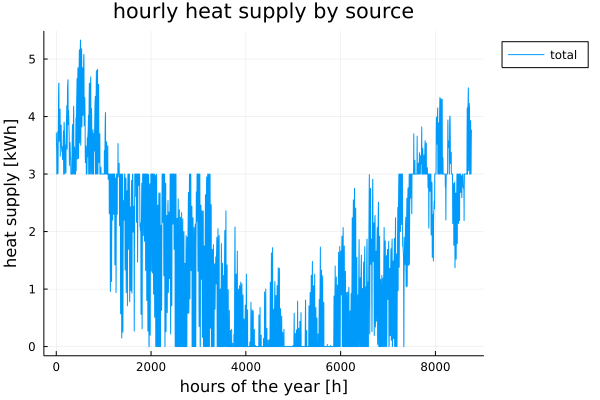 hourly heat supply by source
total
heat supply [kWh]
5
4
3
2
1
0
0 2000 4000 6000 8000
hours of the year [h]